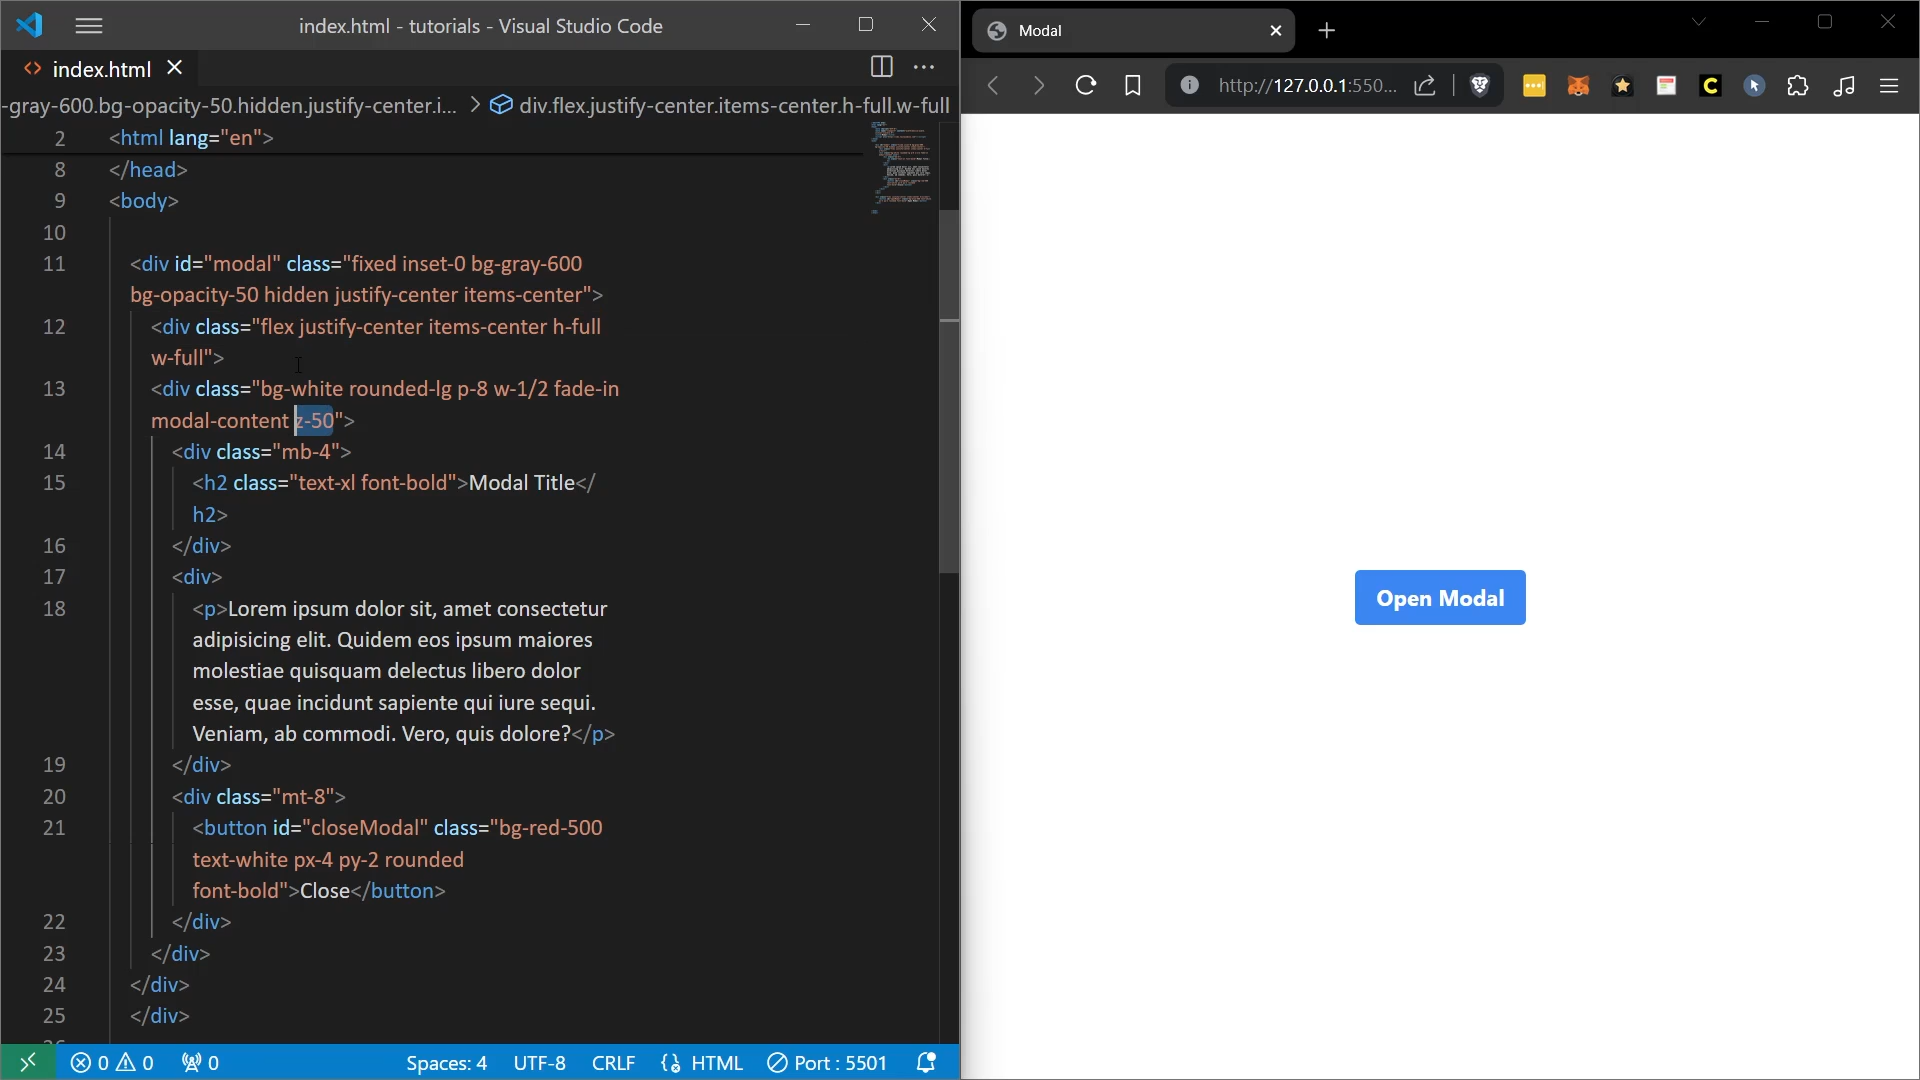 index.html - tutorials - Visual Studio Code
<> index.html
-gray-600.bg-opacity-50.hidden.justify-center.i... > div.flex.justify-center.items-center.h-full.w-full
2 <html lang="en">
8 </head>
9 <body>
10
11 <div id="modal" class="fixed inset-0 bg-gray-600
bg-opacity-50 hidden justify-center items-center">
12 <div class="flex justify-center items-center h-full
w-full">
13 <div class="bg-white rounded-lg p-8 w-1/2 fade-in
modal-content z-50">
14 <div class="mb-4">
15 <h2 class="text-xl font-bold">Modal Title</
h2>
16 </div>
17 <div>
18 <p>Lorem ipsum dolor sit, amet consectetur
adipisicing elit. Quidem eos ipsum maiores
molestiae quisquam delectus libero dolor
esse, quae incidunt sapiente qui iure sequi.
Veniam, ab commodi. Vero, quis dolore?</p>
19 </div>
20 <div class="mt-8">
21 <button id="closeModal" class="bg-red-500
text-white px-4 py-2 rounded
font-bold">Close</button>
22 </div>
23 </div>
24 </div>
25 </div>
0 0 0 Spaces: 4 UTF-8 CRLF HTML Port : 5501
Modal
http://127.0.0.1:550...
C
Open Modal